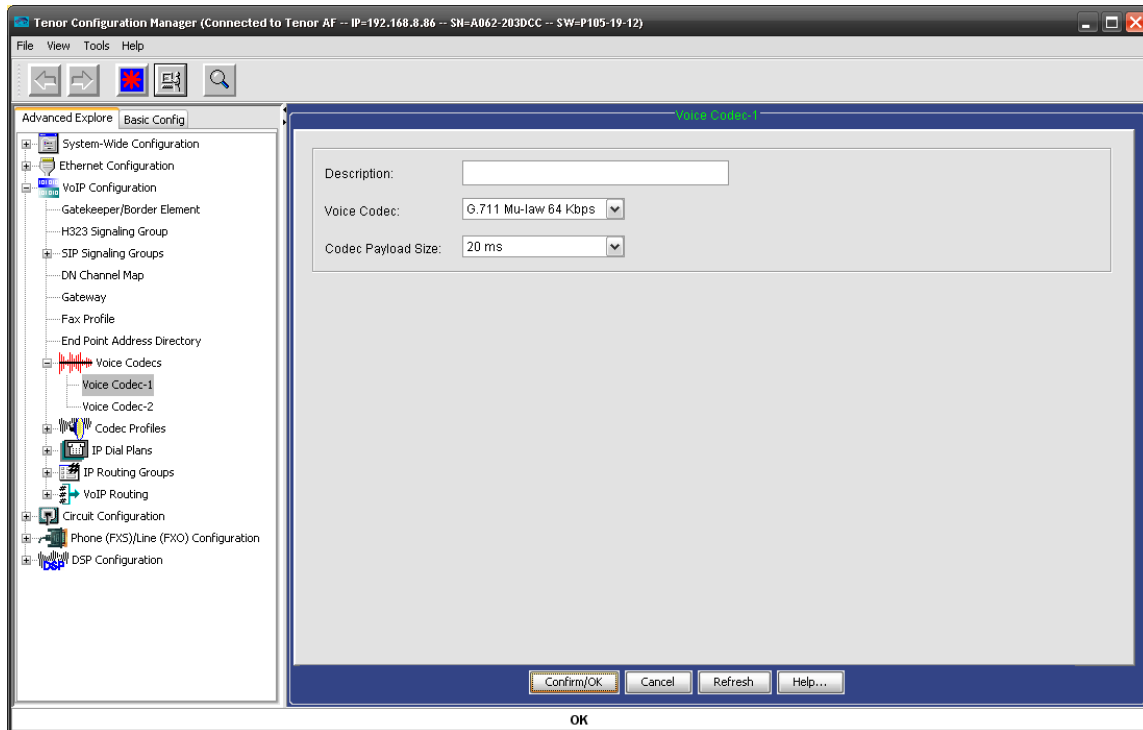 Tenor Configuration Manager (Connected to Tenor AF -- IP=192.168.8.86 -- SN=A062-203DCC -- SW=P105-19-12)
File View Tools Help
Advanced Explore Basic Config
System-Wide Configuration
Ethernet Configuration
VoIP Configuration
Gatekeeper/Border Element
H323 Signaling Group
SIP Signaling Groups
DN Channel Map
Gateway
Fax Profile
End Point Address Directory
Voice Codecs
Voice Codec-1
Voice Codec-2
Codec Profiles
IP Dial Plans
IP Routing Groups
VoIP Routing
Circuit Configuration
Phone (FXS)/Line (FXO) Configuration
DSP Configuration
DSP
Voice Codec-1
Description:
Voice Codec: G.711 Mu-law 64 Kbps
Codec Payload Size: 20 ms
Confirm/OK Cancel Refresh Help...
OK